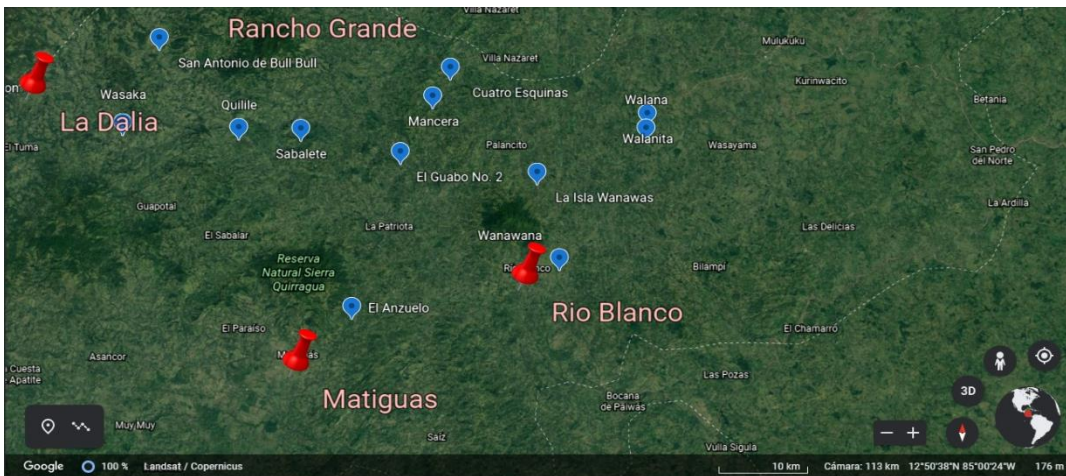 Villa Nazaret
Rancho Grande
Mulukukú
San Antonio de Bull Bull
Villa Nazaret
Kurinwacito
on
Wasaka
Cuatro Esquinas
Betania
Quilile
Mancera
Walana
La Dalia
El Tuma
Sabalete
Palancito
Walanita
Wasayama
San Pedro
del Norte
El Guabo No. 2
La Isla Wanawas
Guapotal
La Ardilla
La Patriota
Las Delicias
El Sabalar
Wanawana
Reserva
Natural Sierra
Quirragua
Bilampi
El Anzuelo
Rio Blanco
El Paraíso
El Chamarro
Asancor
La Cuesta
Apatite
Las Pozas
3D
Matiguas
Bocana
de Paiwas
Muy Muy
Saíz
Vulla Sigula
Google
100 %
Landsat / Copernicus
10 km
Cámara: 113 km
12°50'38"N 85°00'24"W
176 m